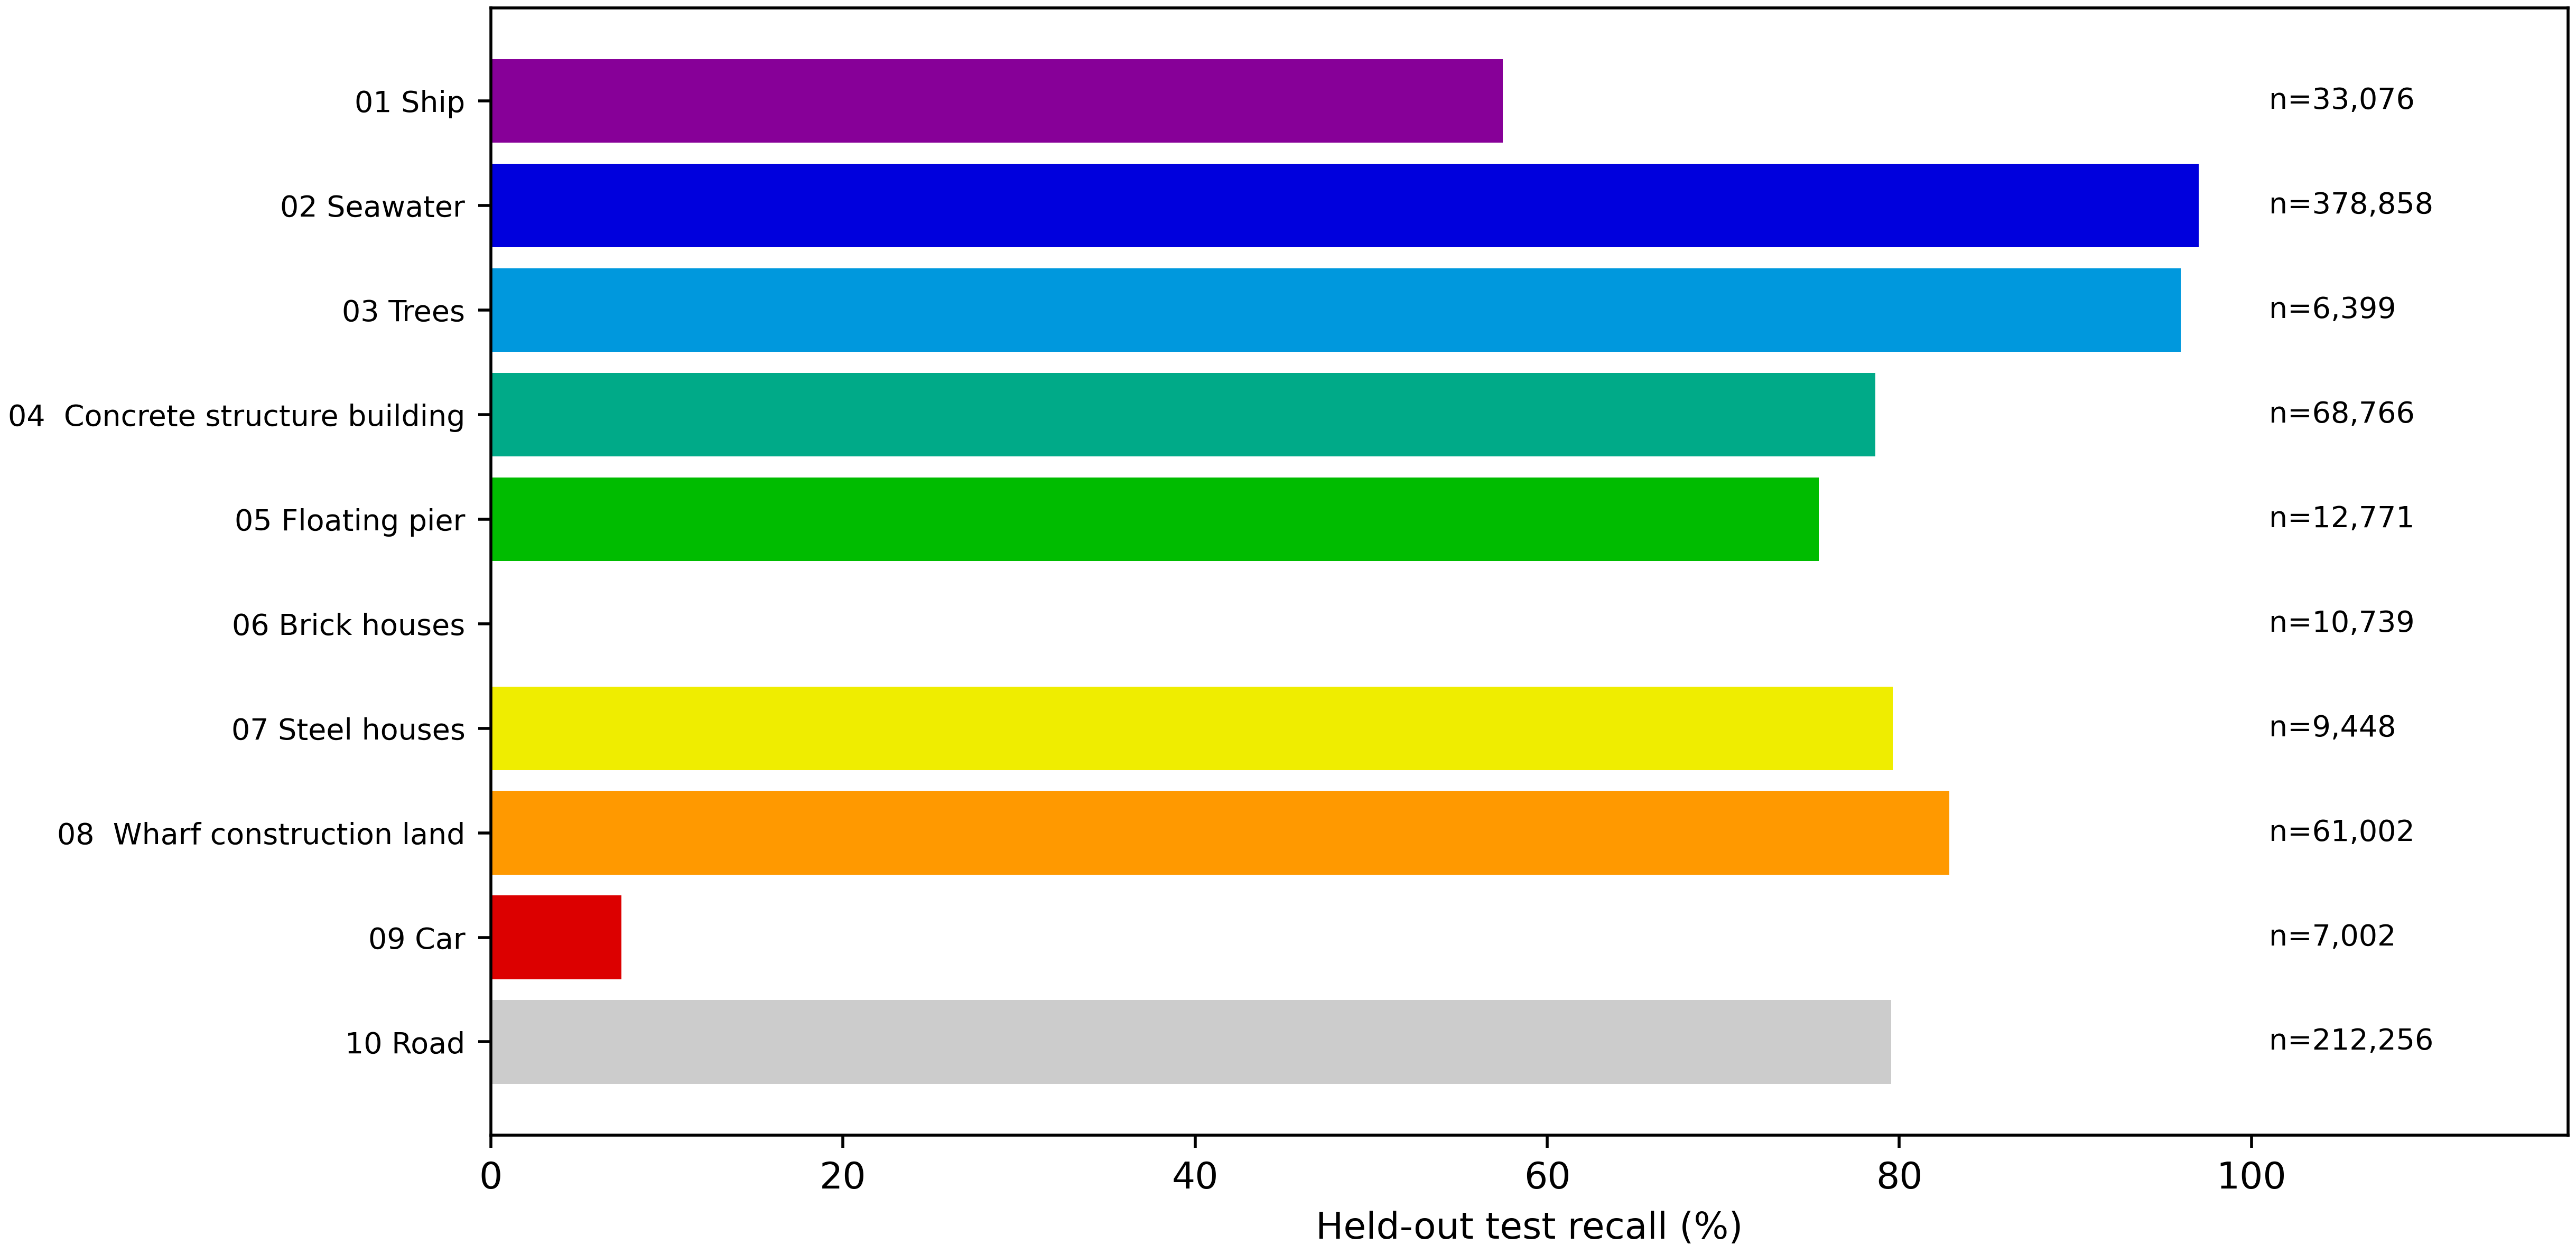 01 Ship n=33,076
02 Seawater n=378,858
03 Trees n=6,399
04  Concrete structure building n=68,766
05 Floating pier n=12,771
06 Brick houses n=10,739
07 Steel houses n=9,448
08  Wharf construction land n=61,002
09 Car n=7,002
10 Road n=212,256
0 20 40 60 80 100
Held-out test recall (%)